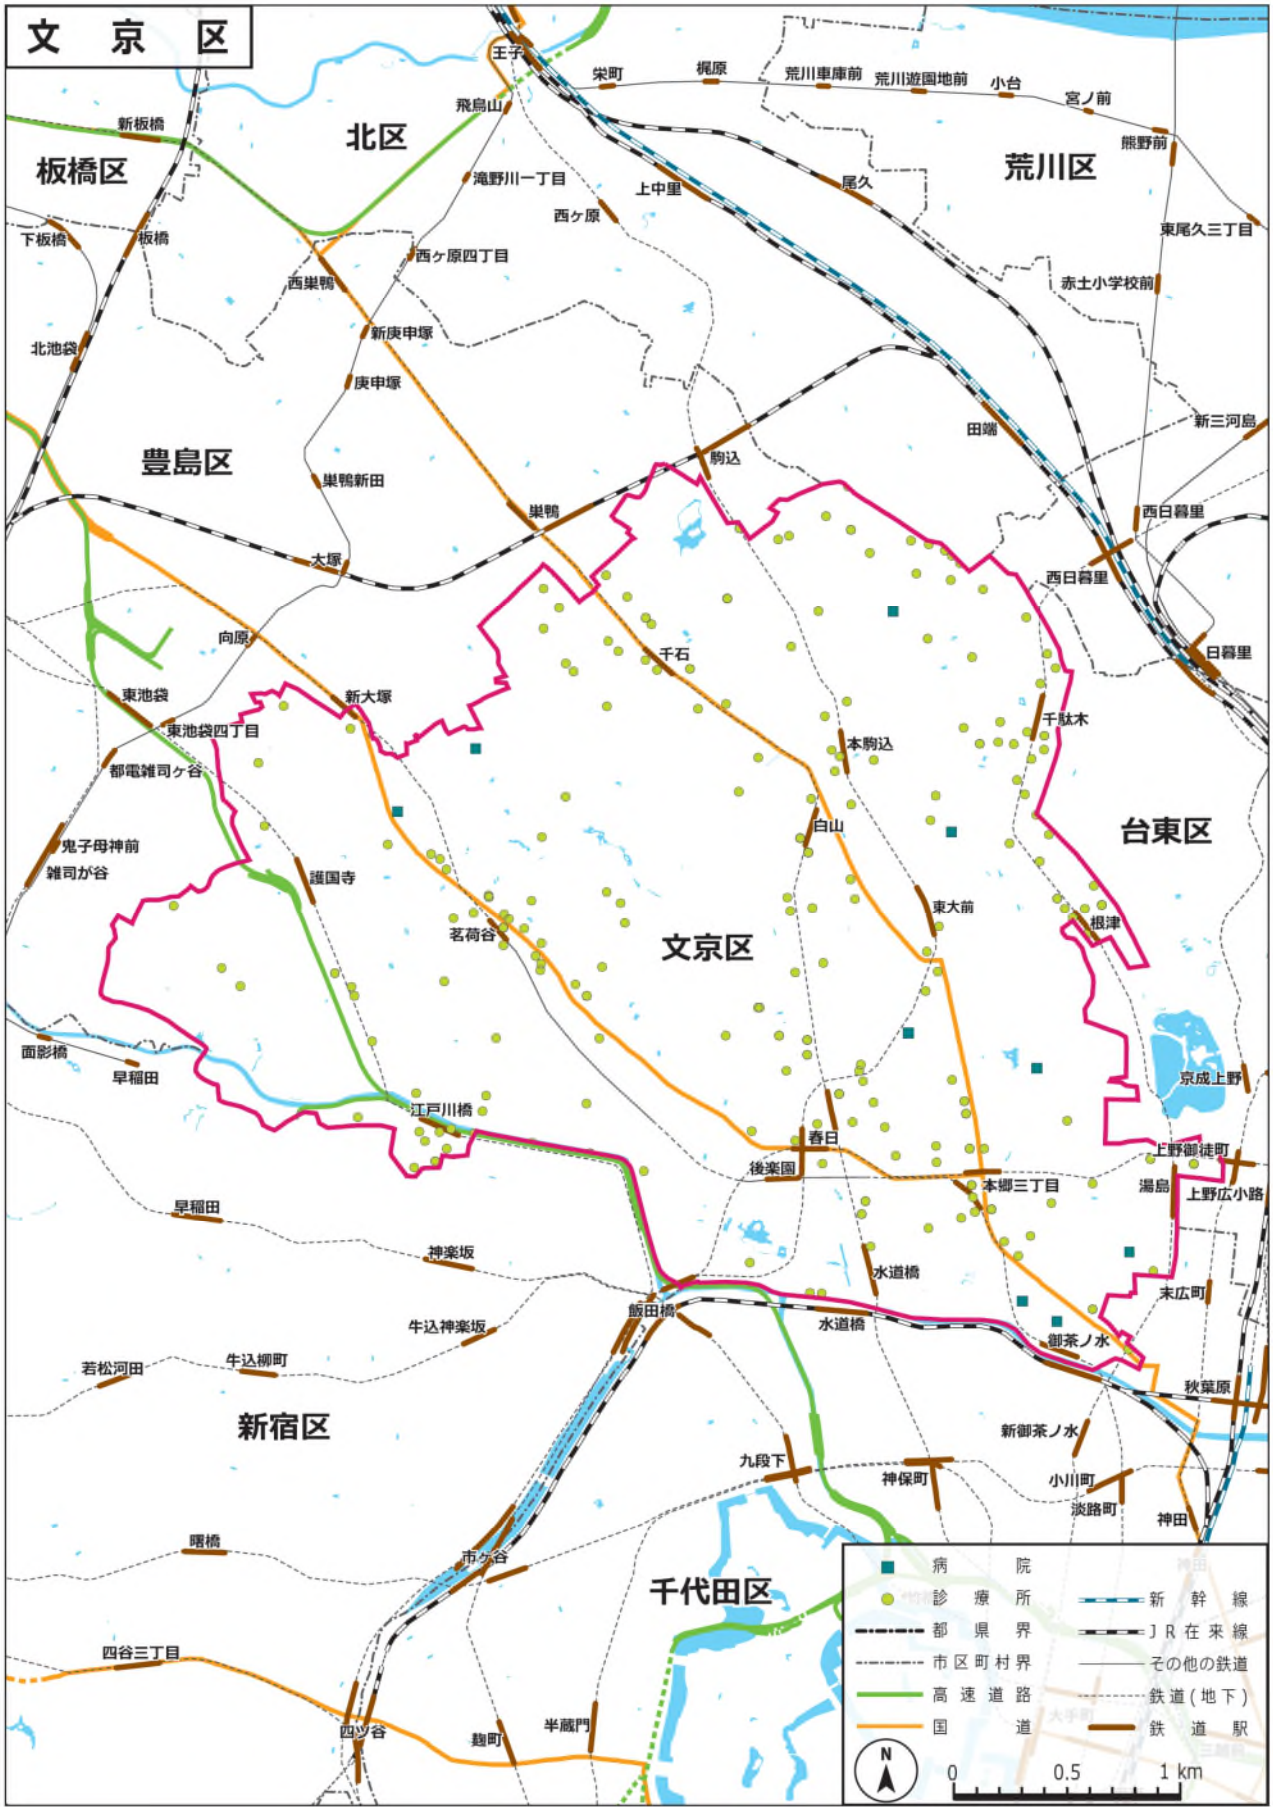 文京区
王子
栄町
梶原
荒川車庫前
荒川遊園地前
小台
宮ノ前
飛鳥山
新板橋
北区
熊野前
板橋区
荒川区
滝野川一丁目
上中里
尾久
西ヶ原
下板橋
板橋
東尾久三丁目
西ヶ原四丁目
西巣鴨
赤土小学校前
新庚申塚
北池袋
庚申塚
新三河島
田端
豊島区
駒込
巣鴨新田
巣鴨
西日暮里
大塚
西日暮里
向原
日暮里
千石
東池袋
新大塚
千駄木
東池袋四丁目
本駒込
都電雑司ヶ谷
白山
台東区
鬼子母神前
雑司が谷
護国寺
東大前
根津
茗荷谷
文京区
面影橋
早稲田
京成上野
江戸川橋
春日
上野御徒町
後楽園
本郷三丁目
湯島
上野広小路
早稲田
神楽坂
水道橋
末広町
飯田橋
水道橋
牛込神楽坂
御茶ノ水
若松河田
牛込柳町
秋葉原
新宿区
新御茶ノ水
九段下
神保町
小川町
淡路町
神田
曙橋
市ヶ谷
千代田区
四谷三丁目
四ツ谷
麹町
半蔵門
病院
診療所
都県界
市区町村界
高速道路
国道
新幹線
JR在来線
その他の鉄道
鉄道(地下)
鉄道駅
神田
大手町
三越前
N
0 0.5 1 km